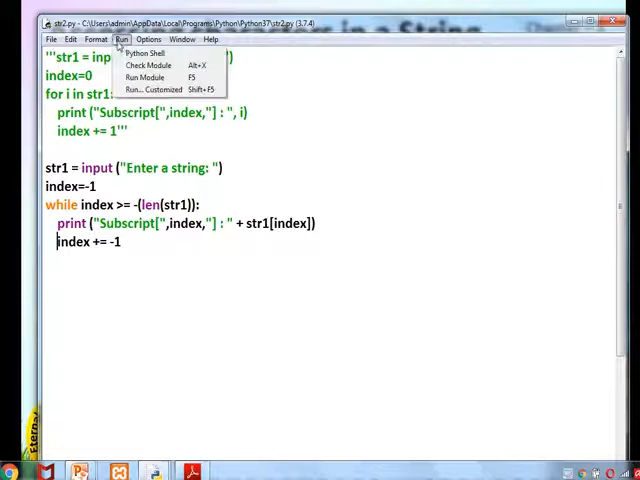 str2.py - C:\Users\admin\AppData\Local\Programs\Python\Python37\str2.py (3.7.4)
File Edit Format Run Options Window Help
'''str1 = inp ")
Python Shell
index=0
Check Module Alt+X
Run Module F5
for i in str1:
Run... Customized Shift+F5
print ("Subscript[",index,"] : ", i)
index += 1'''
str1 = input ("Enter a string: ")
index=-1
while index >= -(len(str1)):
print ("Subscript[",index,"] : " + str1[index])
index += -1
Eternal